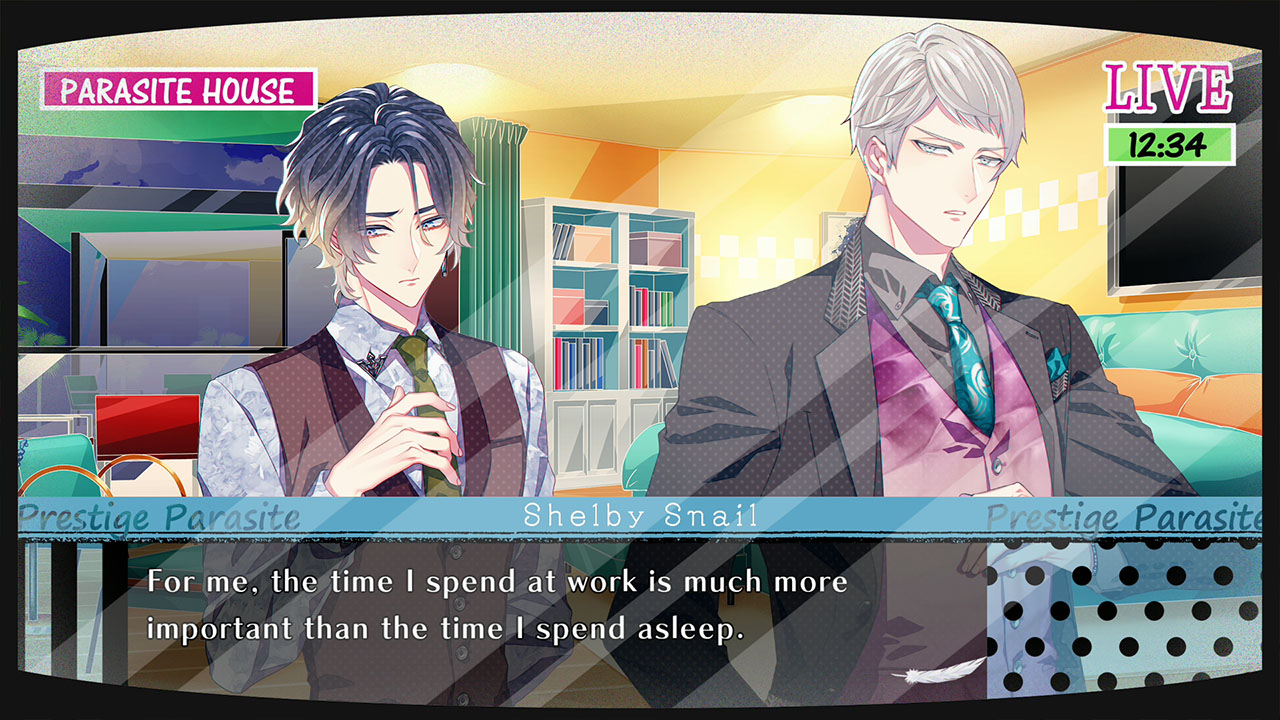 PARASITE HOUSE
LIVE
12:34
Prestige Parasite
Shelby Snail
Prestige Parasite
For me, the time I spend at work is much more
important than the time I spend asleep.